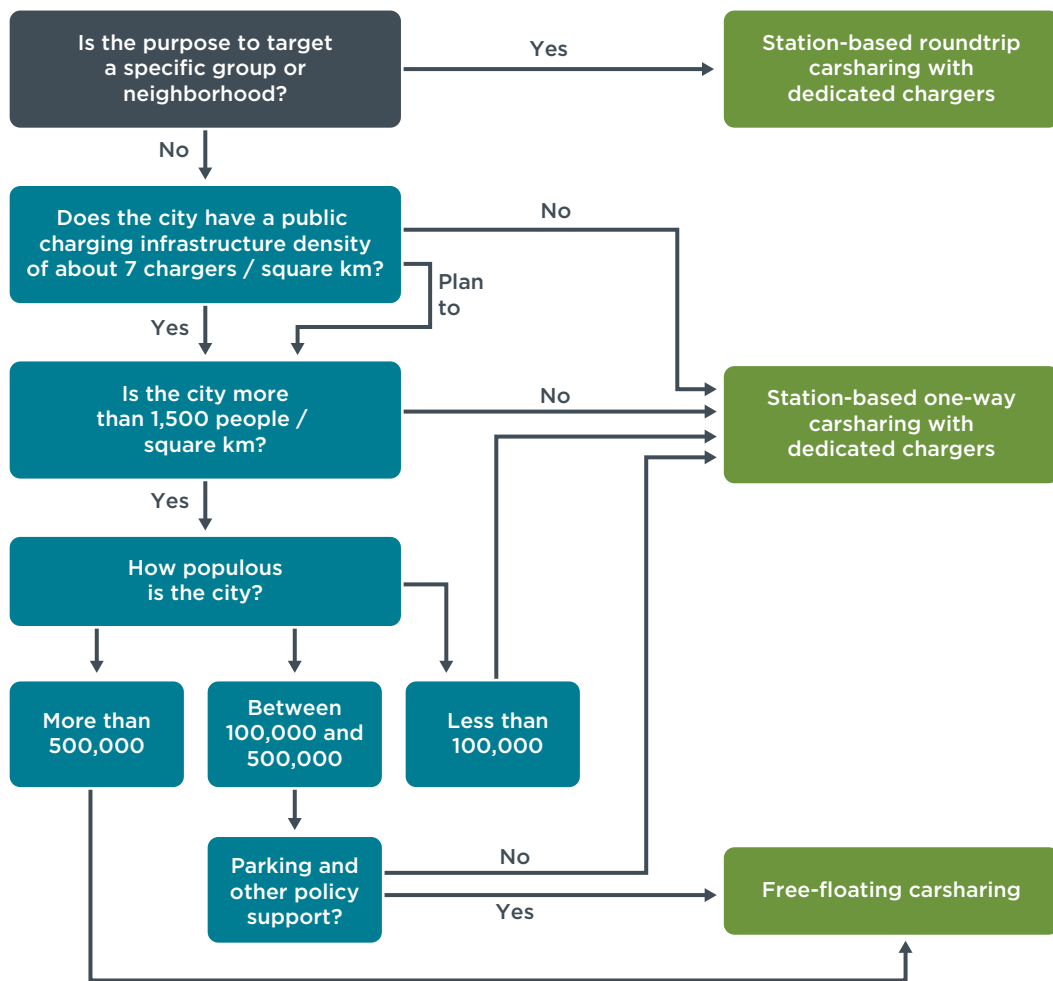 Is the purpose to target
a specific group or
neighborhood?
Yes
Station-based roundtrip
carsharing with
dedicated chargers
No
Does the city have a public
charging infrastructure density
of about 7 chargers / square km?
No
Plan
to
Yes
Is the city more
than 1,500 people /
square km?
No
Station-based one-way
carsharing with
dedicated chargers
Yes
How populous
is the city?
More than
500,000
Between
100,000 and
500,000
Less than
100,000
Parking and
other policy
support?
No
Yes
Free-floating carsharing